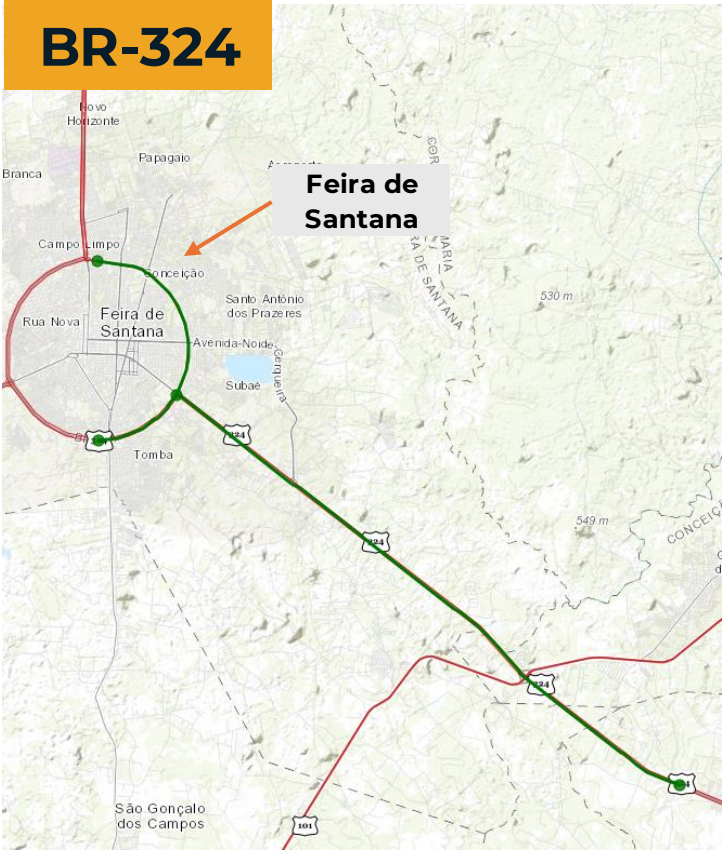 BR-324
Novo
Horizonte
Papagaio
Branca
Feira de
Santana
Campo Limpo
Conceição
530 m
Santo Antônio
dos Prazeres
Rua Nova
Feira de
Santana
Avenida-Noide
Cerqueira
Subaé
324
Tomba
549 m
324
324
São Gonçalo
dos Campos
101